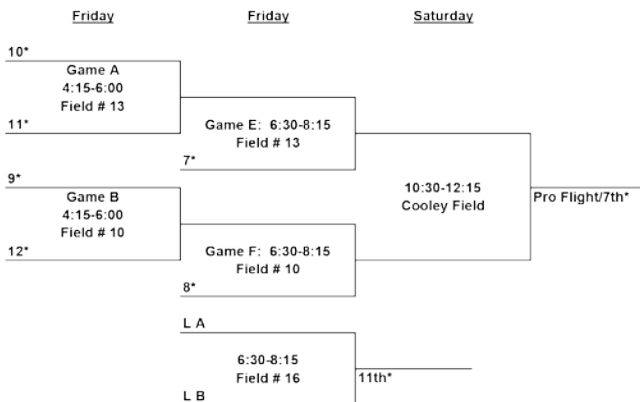 Friday
Friday
Saturday
10*
Game A
4:15-6:00
Field # 13
11*
Game E: 6:30-8:15
Field # 13
7*
9*
Game B
4:15-6:00
Field # 10
12*
10:30-12:15
Cooley Field
Pro Flight/7th*
Game F: 6:30-8:15
Field # 10
8*
L A
6:30-8:15
Field # 16
11th*
L B